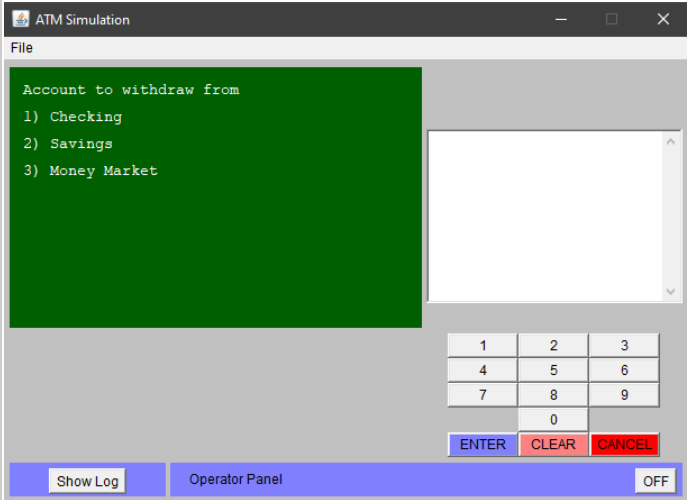 ATM Simulation
File
Account to withdraw from
1) Checking
2) Savings
3) Money Market
1 2 3
4 5 6
7 8 9
0
ENTER CLEAR CANCEL
Show Log Operator Panel OFF